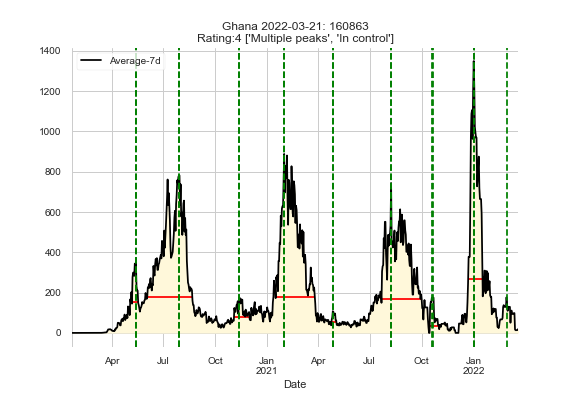 Ghana 2022-03-21: 160863
Rating:4 ['Multiple peaks', 'In control']
1400
1200
1000
800
600
400
200
0
Average-7d
Apr
Jul
Oct
Jan
2021
Apr
Jul
Oct
Jan
2022
Date